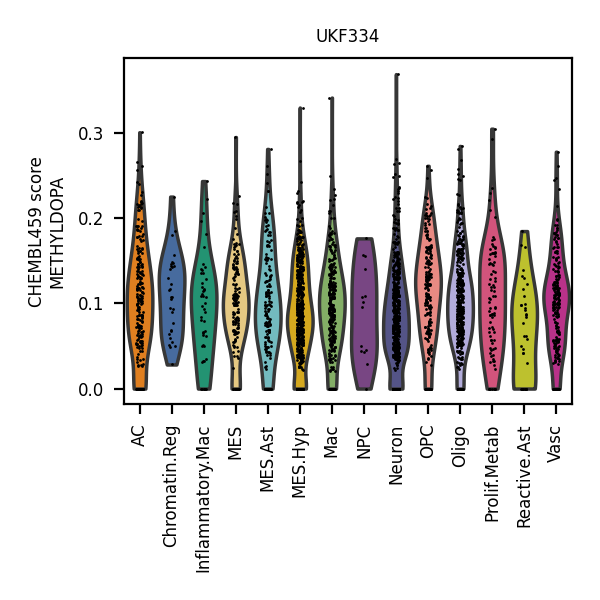 UKF334
CHEMBL459 score
METHYLDOPA
0.3
0.2
0.1
0.0
AC
Chromatin.Reg
Inflammatory.Mac
MES
MES.Ast
MES.Hyp
Mac
NPC
Neuron
OPC
Oligo
Prolif.Metab
Reactive.Ast
Vasc